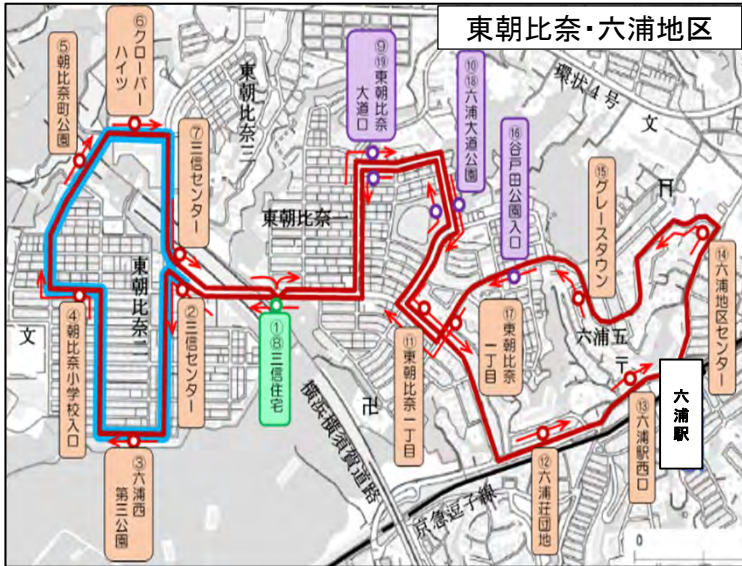 東朝比奈・六浦地区
⑥クローバー
ハイツ
⑤朝比奈町公園
東朝比奈三
⑦三信センター
⑨⑲東朝比奈
大道口
⑩⑱六浦大道公園
環状4号
文
⑯谷戸田公園入口
⑮グレースタウン
東朝比奈一
東朝比奈二
②三信センター
①⑧三信住宅
④朝比奈小学校入口
文
③六浦西
第三公園
⑪東朝比奈一丁目
⑰東朝比奈
一丁目
六浦五
⑭六浦地区センター
六浦駅
⑬六浦駅西口
⑫六浦荘団地
横浜横須賀道路
京急逗子線
0